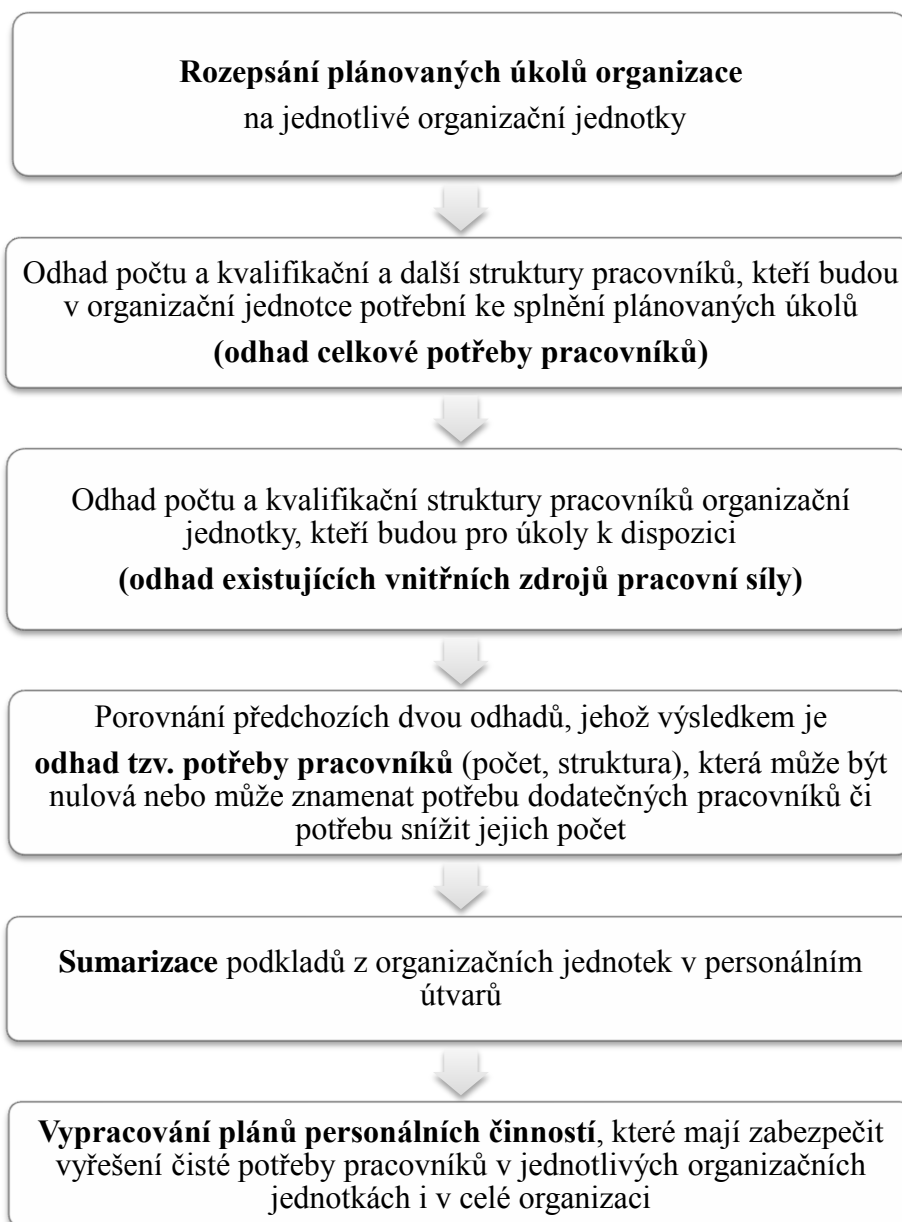 Rozepsání plánovaných úkolů organizace
na jednotlivé organizační jednotky
Odhad počtu a kvalifikační a další struktury pracovníků, kteří budou
v organizační jednotce potřební ke splnění plánovaných úkolů
(odhad celkové potřeby pracovníků)
Odhad počtu a kvalifikační struktury pracovníků organizační
jednotky, kteří budou pro úkoly k dispozici
(odhad existujících vnitřních zdrojů pracovní síly)
Porovnání předchozích dvou odhadů, jehož výsledkem je
odhad tzv. potřeby pracovníků (počet, struktura), která může být
nulová nebo může znamenat potřebu dodatečných pracovníků či
potřebu snížit jejich počet
Sumarizace podkladů z organizačních jednotek v personálním
útvarů
Vypracování plánů personálních činností, které mají zabezpečit
vyřešení čisté potřeby pracovníků v jednotlivých organizačních
jednotkách i v celé organizaci